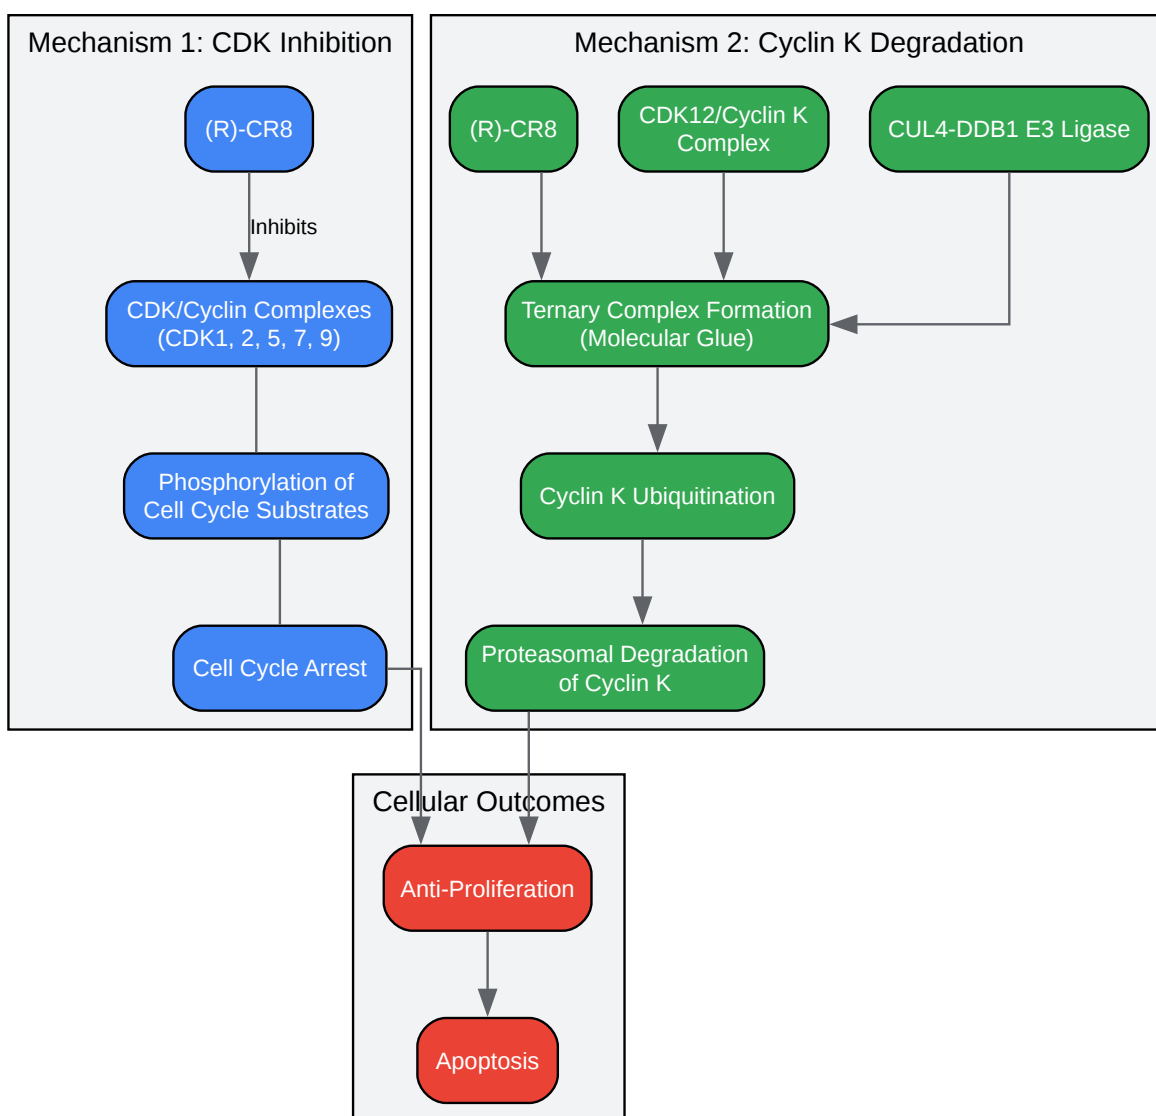 Mechanism 1: CDK Inhibition
(R)-CR8
Inhibits
CDK/Cyclin Complexes
(CDK1, 2, 5, 7, 9)
Phosphorylation of
Cell Cycle Substrates
Cell Cycle Arrest
Mechanism 2: Cyclin K Degradation
(R)-CR8
CDK12/Cyclin K
Complex
CUL4-DDB1 E3 Ligase
Ternary Complex Formation
(Molecular Glue)
Cyclin K Ubiquitination
Proteasomal Degradation
of Cyclin K
Cellular Outcomes
Anti-Proliferation
Apoptosis